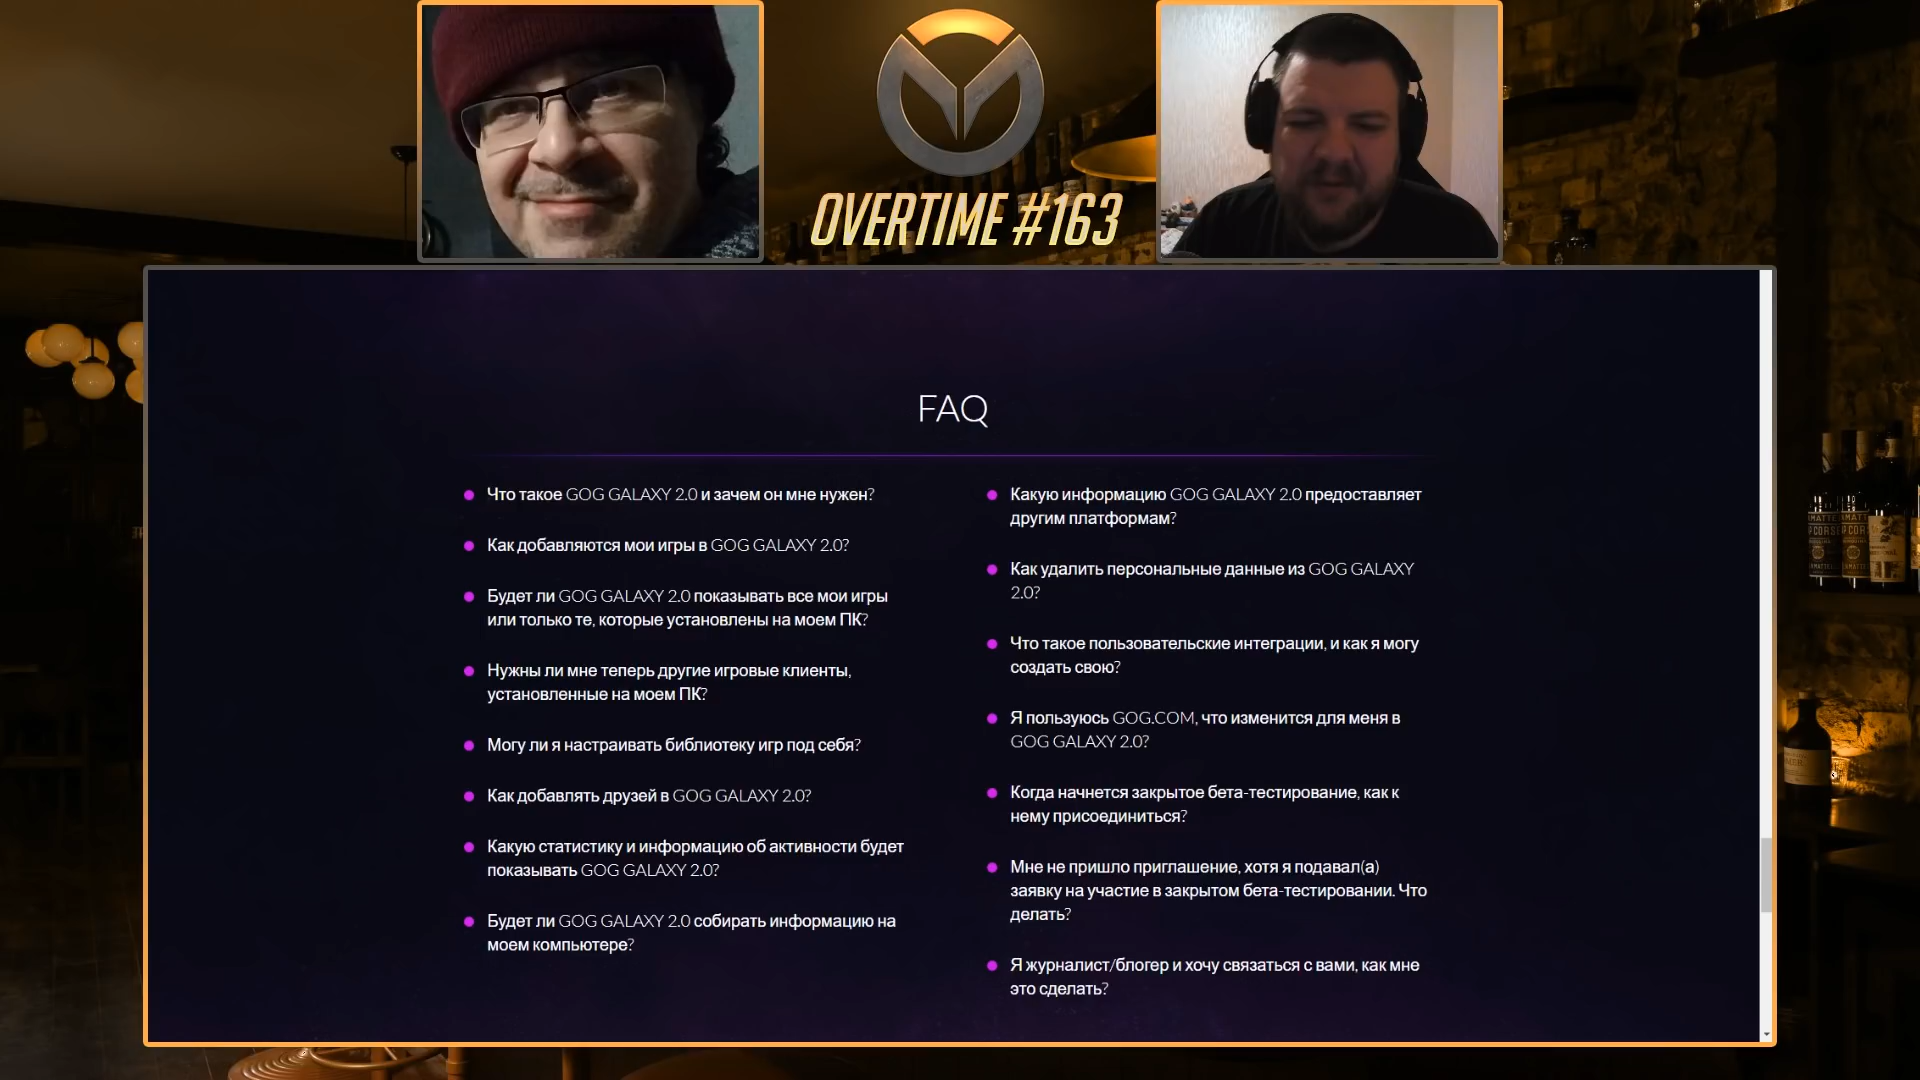 OVERTIME #163
FAQ
Что такое GOG GALAXY 2.0 и зачем он мне нужен?
Как добавляются мои игры в GOG GALAXY 2.0?
Будет ли GOG GALAXY 2.0 показывать все мои игры
или только те, которые установлены на моем ПК?
Нужны ли мне теперь другие игровые клиенты,
установленные на моем ПК?
Могу ли я настраивать библиотеку игр под себя?
Как добавлять друзей в GOG GALAXY 2.0?
Какую статистику и информацию об активности будет
показывать GOG GALAXY 2.0?
Будет ли GOG GALAXY 2.0 собирать информацию на
моем компьютере?
Какую информацию GOG GALAXY 2.0 предоставляет
другим платформам?
Как удалить персональные данные из GOG GALAXY
2.0?
Что такое пользовательские интеграции, и как я могу
создать свою?
Я пользуюсь GOG.COM, что изменится для меня в
GOG GALAXY 2.0?
Когда начнется закрытое бета-тестирование, как к
нему присоединиться?
Мне не пришло приглашение, хотя я подавал(а)
заявку на участие в закрытом бета-тестировании. Что
делать?
Я журналист/блогер и хочу связаться с вами, как мне
это сделать?